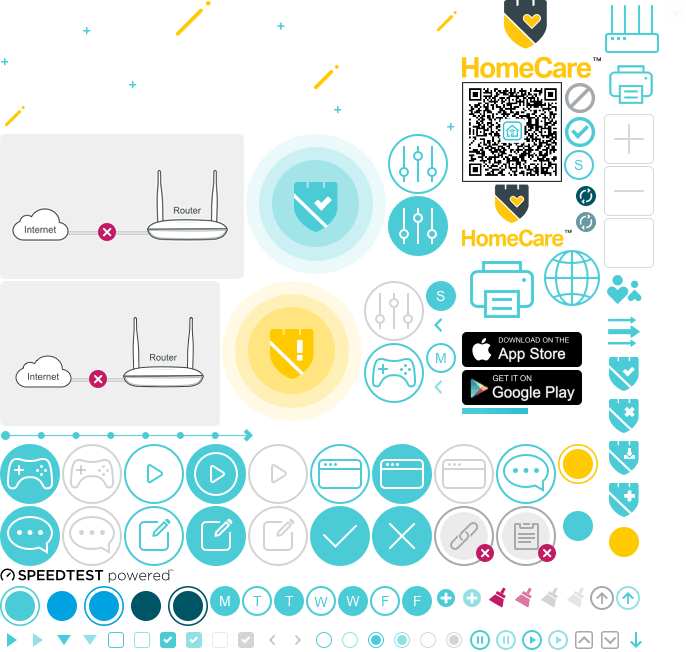 HomeCare™
S
Router
Internet
HomeCare™
S
Router
Internet
M
DOWNLOAD ON THE
App Store
GET IT ON
Google Play
SPEEDTEST powered™
M T T W W F F